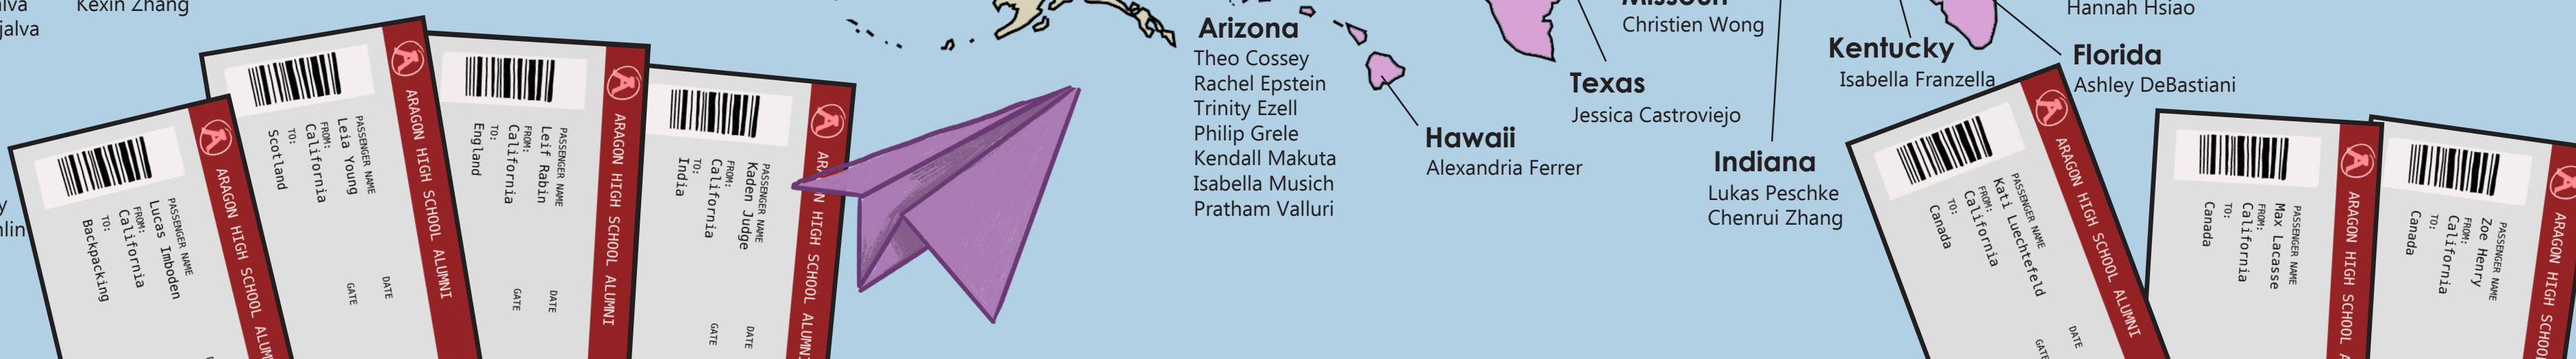 Kexin Zhang
jalva
Arizona
Theo Cossey
Rachel Epstein
Trinity Ezell
Philip Grele
Kendall Makuta
Isabella Musich
Pratham Valluri
Hawaii
Alexandria Ferrer
Texas
Jessica Castroviejo
Missouri
Christien Wong
Indiana
Lukas Peschke
Chenrui Zhang
Kentucky
Isabella Franzella
Hannah Hsiao
Florida
Ashley DeBastiani
ARAGON HIGH SCHOOL ALUM
PASSENGER NAME
Lucas Imboden
FROM:
California
TO:
Backpacking
A
ARAGON HIGH SCHOOL ALUMNI
PASSENGER NAME
Leia Young
FROM:
California
TO:
Scotland
DATE
GATE
A
ARAGON HIGH SCHOOL ALUMNI
PASSENGER NAME
Leif Rabin
FROM:
California
TO:
England
DATE
GATE
A
ARAGON HIGH SCHOOL ALUMNI
PASSENGER NAME
Kaden Judge
FROM:
California
TO:
India
DATE
GATE
A
ARAGON HIGH SCHOOL ALUMNI
PASSENGER NAME
Kati Luechtefeld
FROM:
California
TO:
Canada
DATE
GATE
A
ARAGON HIGH SCHOOL A
PASSENGER NAME
Max Lacasse
FROM:
California
TO:
Canada
A
ARAGON HIGH SCHOO
PASSENGER NAME
Zoe Henry
FROM:
California
TO:
Canada